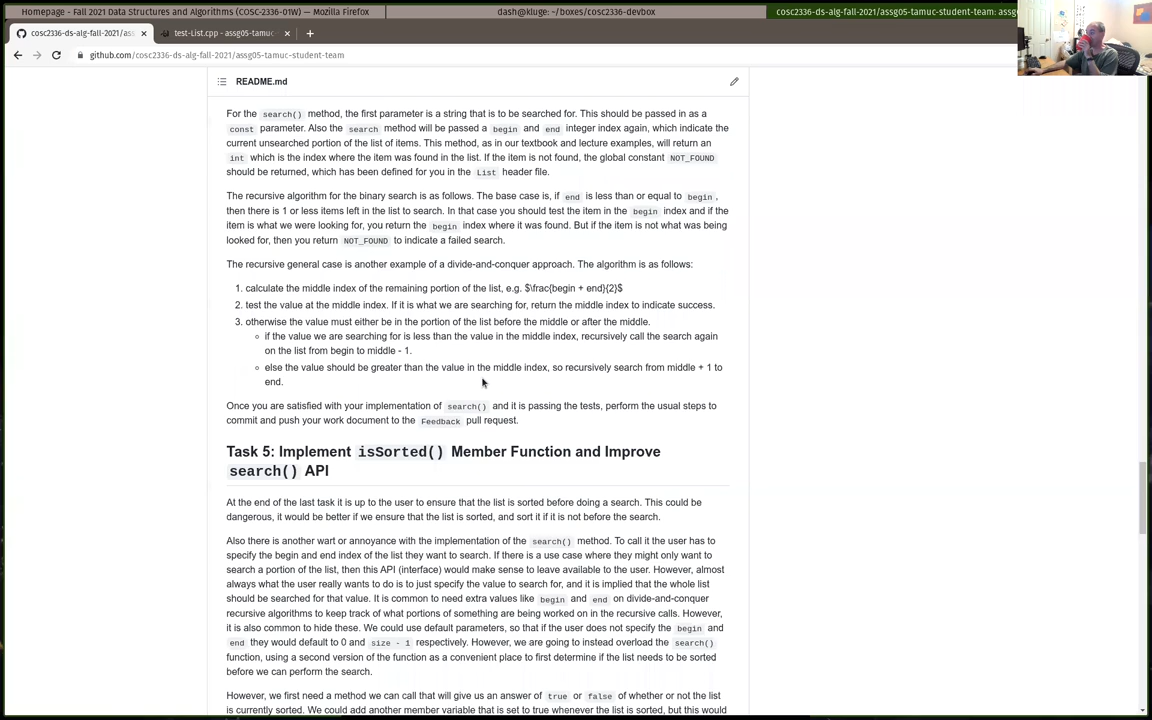 Homepage - Fall 2021 Data Structures and Algorithms (COSC-2336-01W) — Mozilla Firefox
dash@kluge: ~/boxes/cosc2336-devbox
cosc2336-ds-alg-fall-2021/assg05-tamuc-student-team: assg
cosc2336-ds-alg-fall-2021/ass
test-List.cpp - assg05-tamuc-
github.com/cosc2336-ds-alg-fall-2021/assg05-tamuc-student-team
README.md
For the search() method, the first parameter is a string that is to be searched for. This should be passed in as a
const parameter. Also the search method will be passed a begin and end integer index again, which indicate the
current unsearched portion of the list of items. This method, as in our textbook and lecture examples, will return an
int which is the index where the item was found in the list. If the item is not found, the global constant NOT_FOUND
should be returned, which has been defined for you in the List header file.
The recursive algorithm for the binary search is as follows. The base case is, if end is less than or equal to begin ,
then there is 1 or less items left in the list to search. In that case you should test the item in the begin index and if the
item is what we were looking for, you return the begin index where it was found. But if the item is not what was being
looked for, then you return NOT_FOUND to indicate a failed search.
The recursive general case is another example of a divide-and-conquer approach. The algorithm is as follows:
1. calculate the middle index of the remaining portion of the list, e.g. $\frac{begin + end}{2}$
2. test the value at the middle index. If it is what we are searching for, return the middle index to indicate success.
3. otherwise the value must either be in the portion of the list before the middle or after the middle.
if the value we are searching for is less than the value in the middle index, recursively call the search again
on the list from begin to middle - 1.
else the value should be greater than the value in the middle index, so recursively search from middle + 1 to
end.
Once you are satisfied with your implementation of search() and it is passing the tests, perform the usual steps to
commit and push your work document to the Feedback pull request.
Task 5: Implement isSorted() Member Function and Improve
search() API
At the end of the last task it is up to the user to ensure that the list is sorted before doing a search. This could be
dangerous, it would be better if we ensure that the list is sorted, and sort it if it is not before the search.
Also there is another wart or annoyance with the implementation of the search() method. To call it the user has to
specify the begin and end index of the list they want to search. If there is a use case where they might only want to
search a portion of the list, then this API (interface) would make sense to leave available to the user. However, almost
always what the user really wants to do is to just specify the value to search for, and it is implied that the whole list
should be searched for that value. It is common to need extra values like begin and end on divide-and-conquer
recursive algorithms to keep track of what portions of something are being worked on in the recursive calls. However,
it is also common to hide these. We could use default parameters, so that if the user does not specify the begin and
end they would default to 0 and size - 1 respectively. However, we are going to instead overload the search()
function, using a second version of the function as a convenient place to first determine if the list needs to be sorted
before we can perform the search.
However, we first need a method we can call that will give us an answer of true or false of whether or not the list
is currently sorted. We could add another member variable that is set to true whenever the list is sorted, but this would